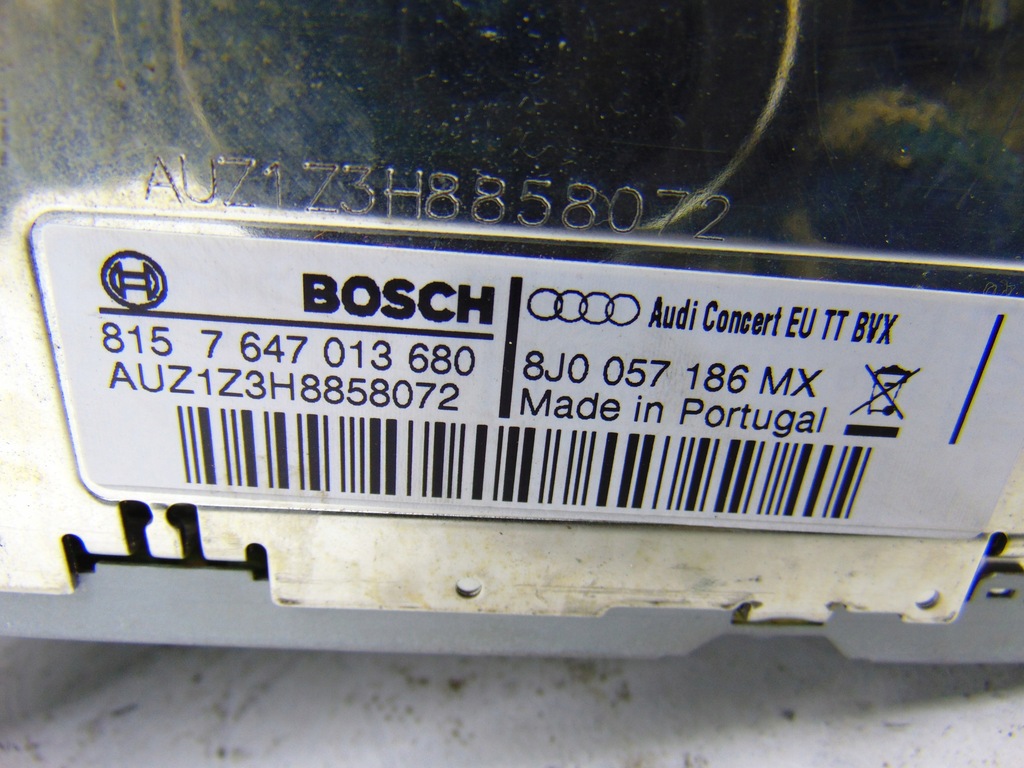 AUZ1Z3H8858072
BOSCH
815 7 647 013 680
AUZ1Z3H8858072
Audi Concert EU TT BVX
8J0 057 186 MX
Made in Portugal